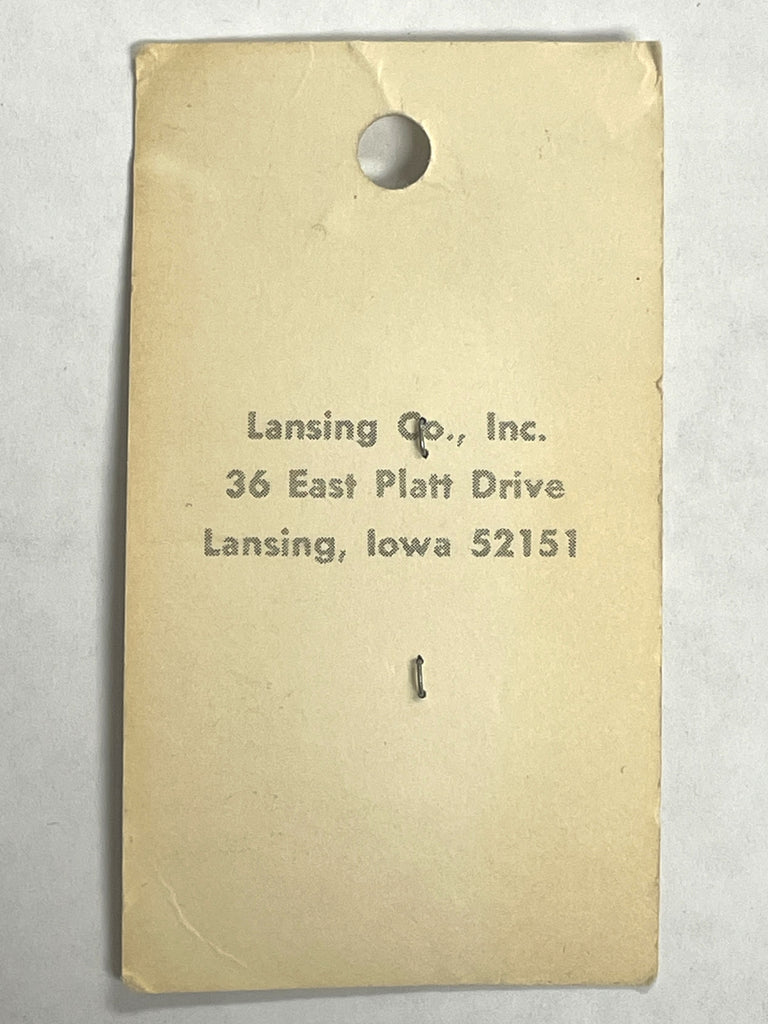 Lansing Co., Inc.
36 East Platt Drive
Lansing, Iowa 52151